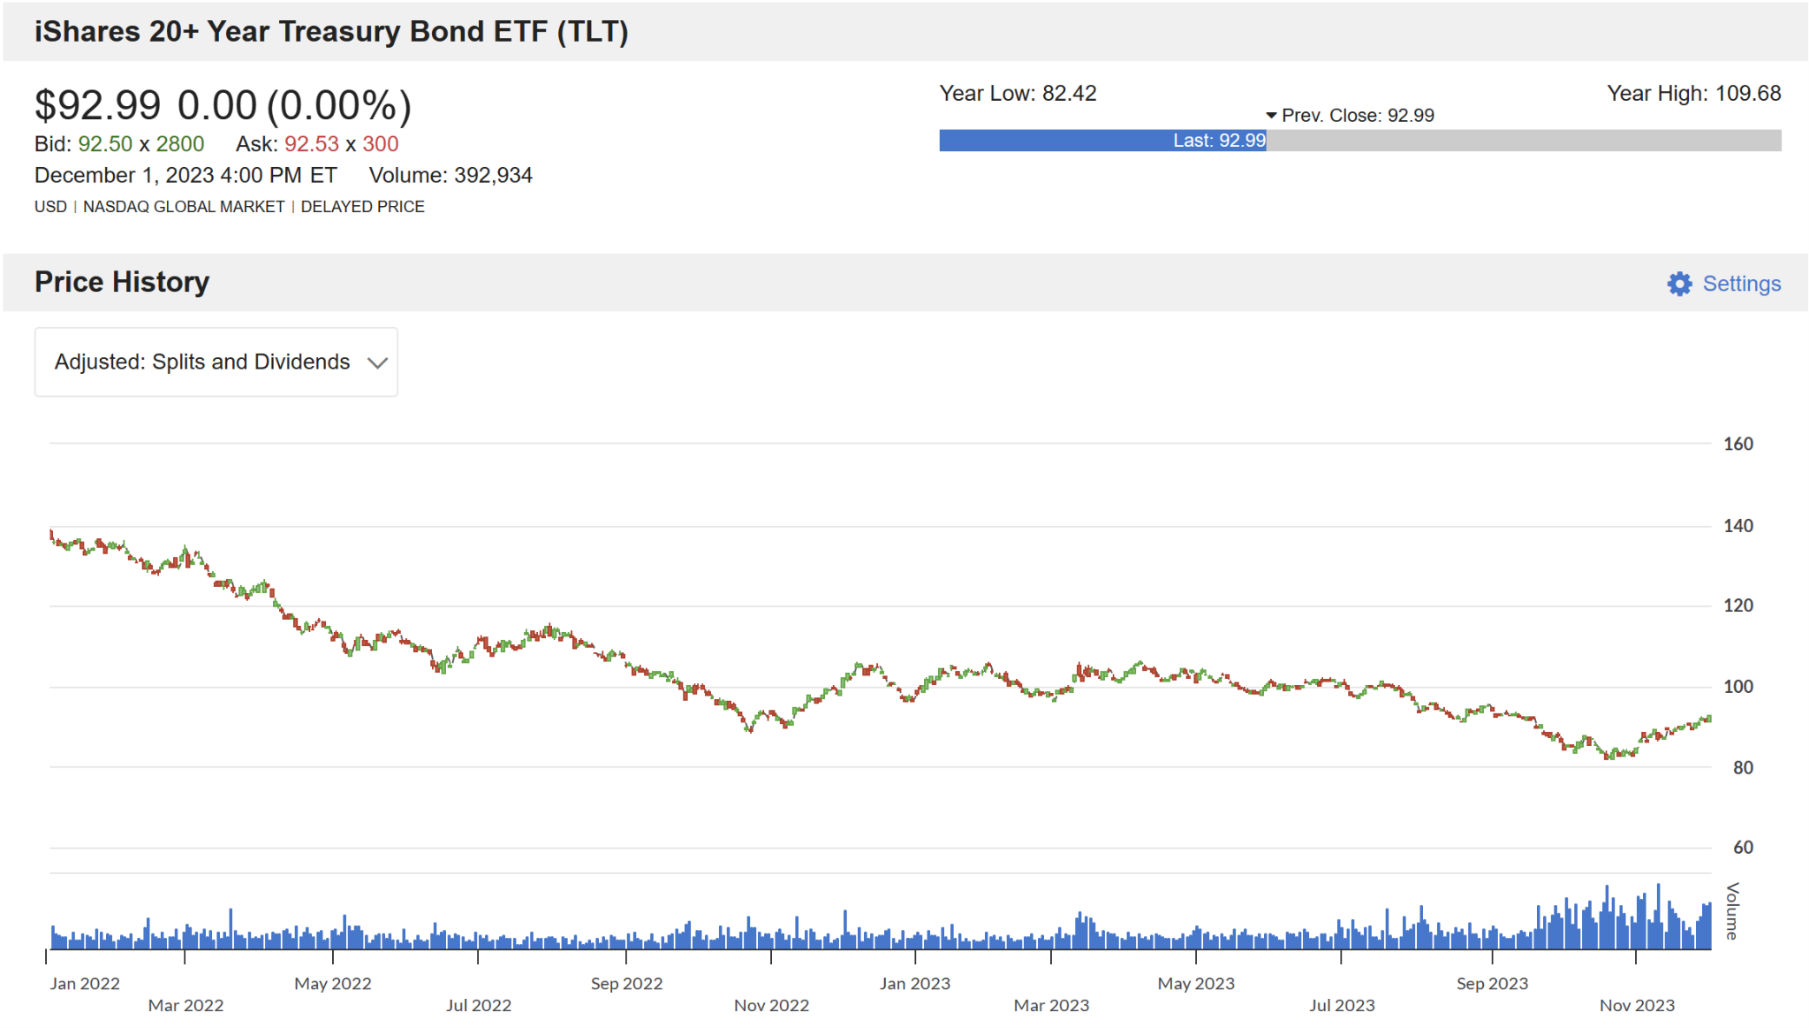 iShares 20+ Year Treasury Bond ETF (TLT)
$92.99 0.00 (0.00%)
Bid: 92.50 x 2800 Ask: 92.53 x 300
December 1, 2023 4:00 PM ET Volume: 392,934
USD | NASDAQ GLOBAL MARKET | DELAYED PRICE
Year Low: 82.42 Year High: 109.68
Prev. Close: 92.99
Last: 92.99
Price History Settings
Adjusted: Splits and Dividends
160
140
120
100
80
60
Volume
Jan 2022 May 2022 Sep 2022 Jan 2023 May 2023 Sep 2023
Mar 2022 Jul 2022 Nov 2022 Mar 2023 Jul 2023 Nov 2023